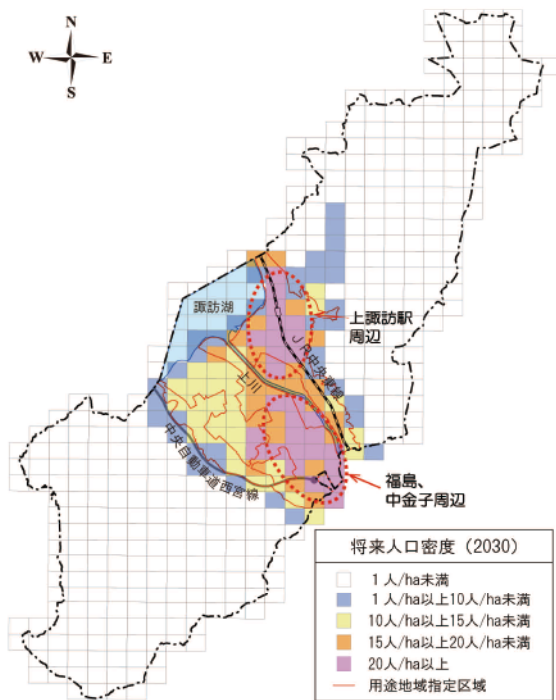 N
W E
S
諏訪湖
上諏訪駅
周辺
JR中央東線
上川
中央自動車道西宮線
福島、
中金子周辺
将来人口密度（2030）
1人/ha未満
1人/ha以上10人/ha未満
10人/ha以上15人/ha未満
15人/ha以上20人/ha未満
20人/ha以上
用途地域指定区域